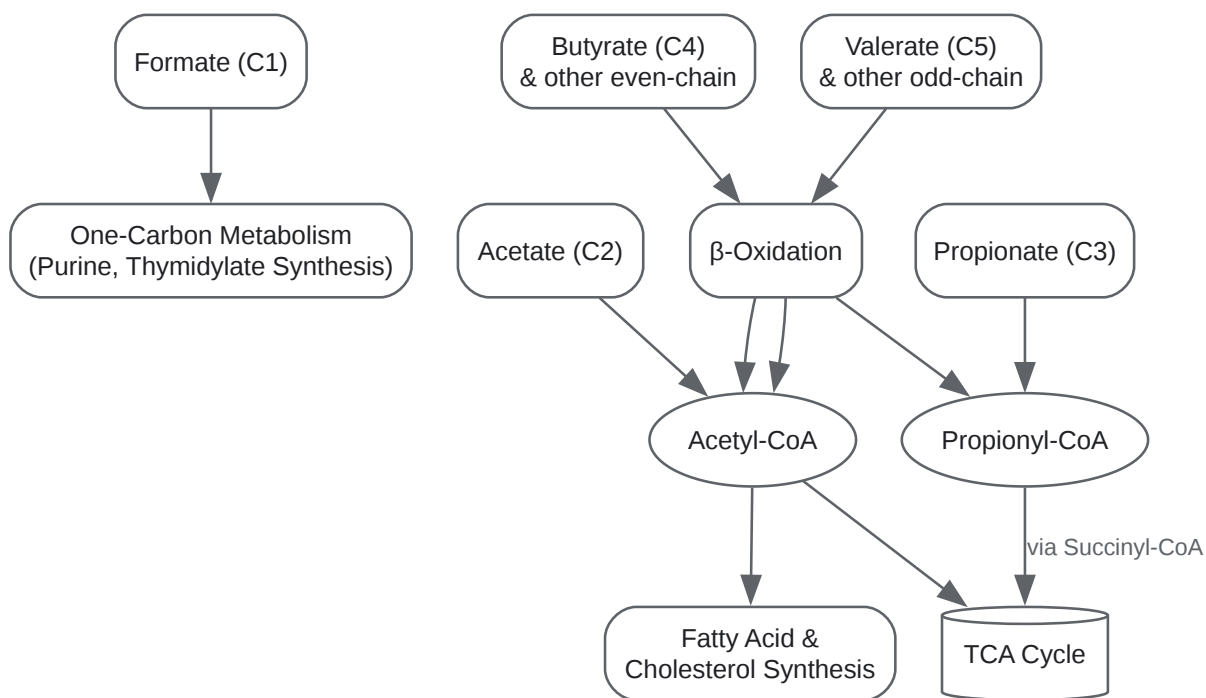 Formate (C1)
Butyrate (C4)
& other even-chain
Valerate (C5)
& other odd-chain
One-Carbon Metabolism
(Purine, Thymidylate Synthesis)
Acetate (C2)
β-Oxidation
Propionate (C3)
Acetyl-CoA
Propionyl-CoA
via Succinyl-CoA
Fatty Acid &
Cholesterol Synthesis
TCA Cycle